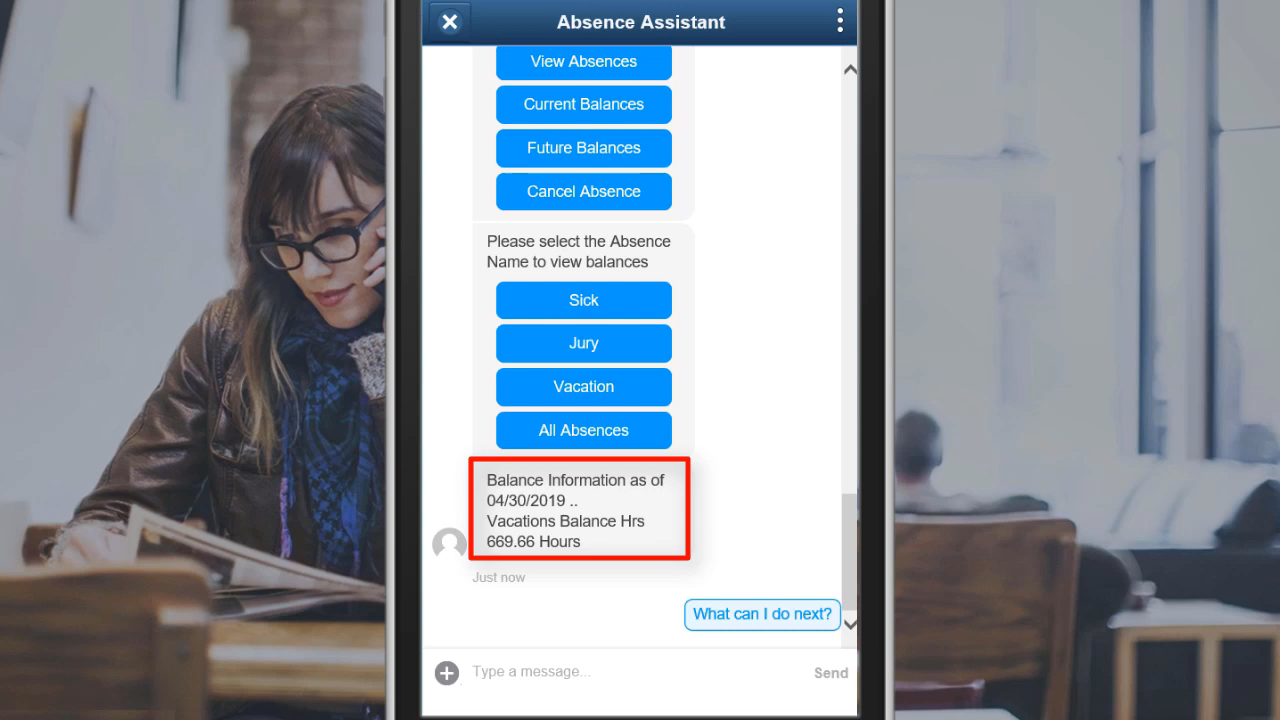 Absence Assistant
View Absences
Current Balances
Future Balances
Cancel Absence
Please select the Absence
Name to view balances
Sick
Jury
Vacation
All Absences
Balance Information as of
04/30/2019 ..
Vacations Balance Hrs
669.66 Hours
Just now
What can I do next?
Type a message...
Send